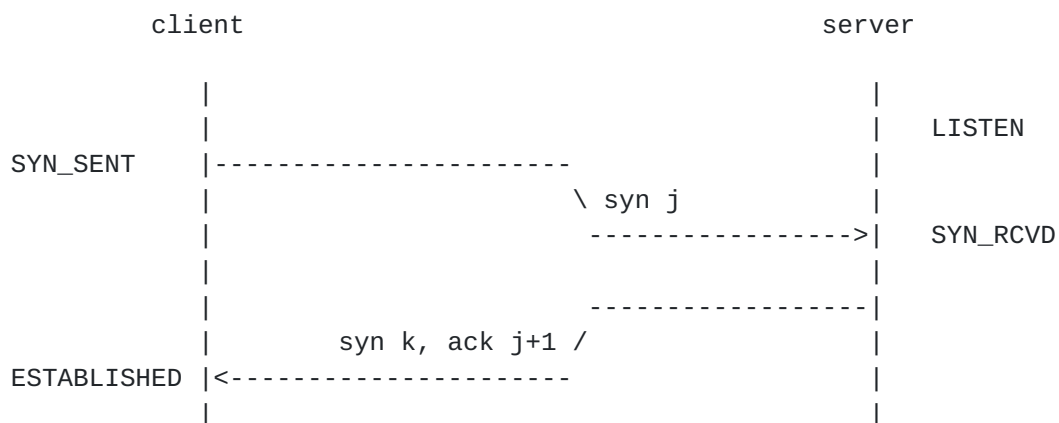 client server
LISTEN
SYN_SENT
\ syn j
SYN_RCVD
syn k, ack j+1 /
ESTABLISHED